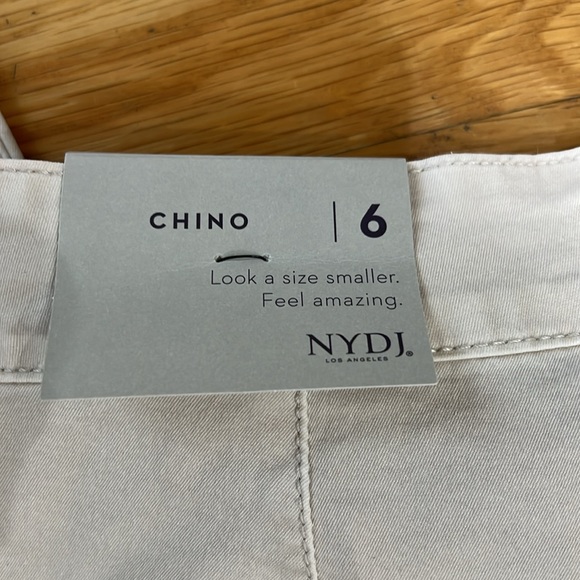 CHINO | 6
Look a size smaller.
Feel amazing.
NYDJ®
LOS ANGELES